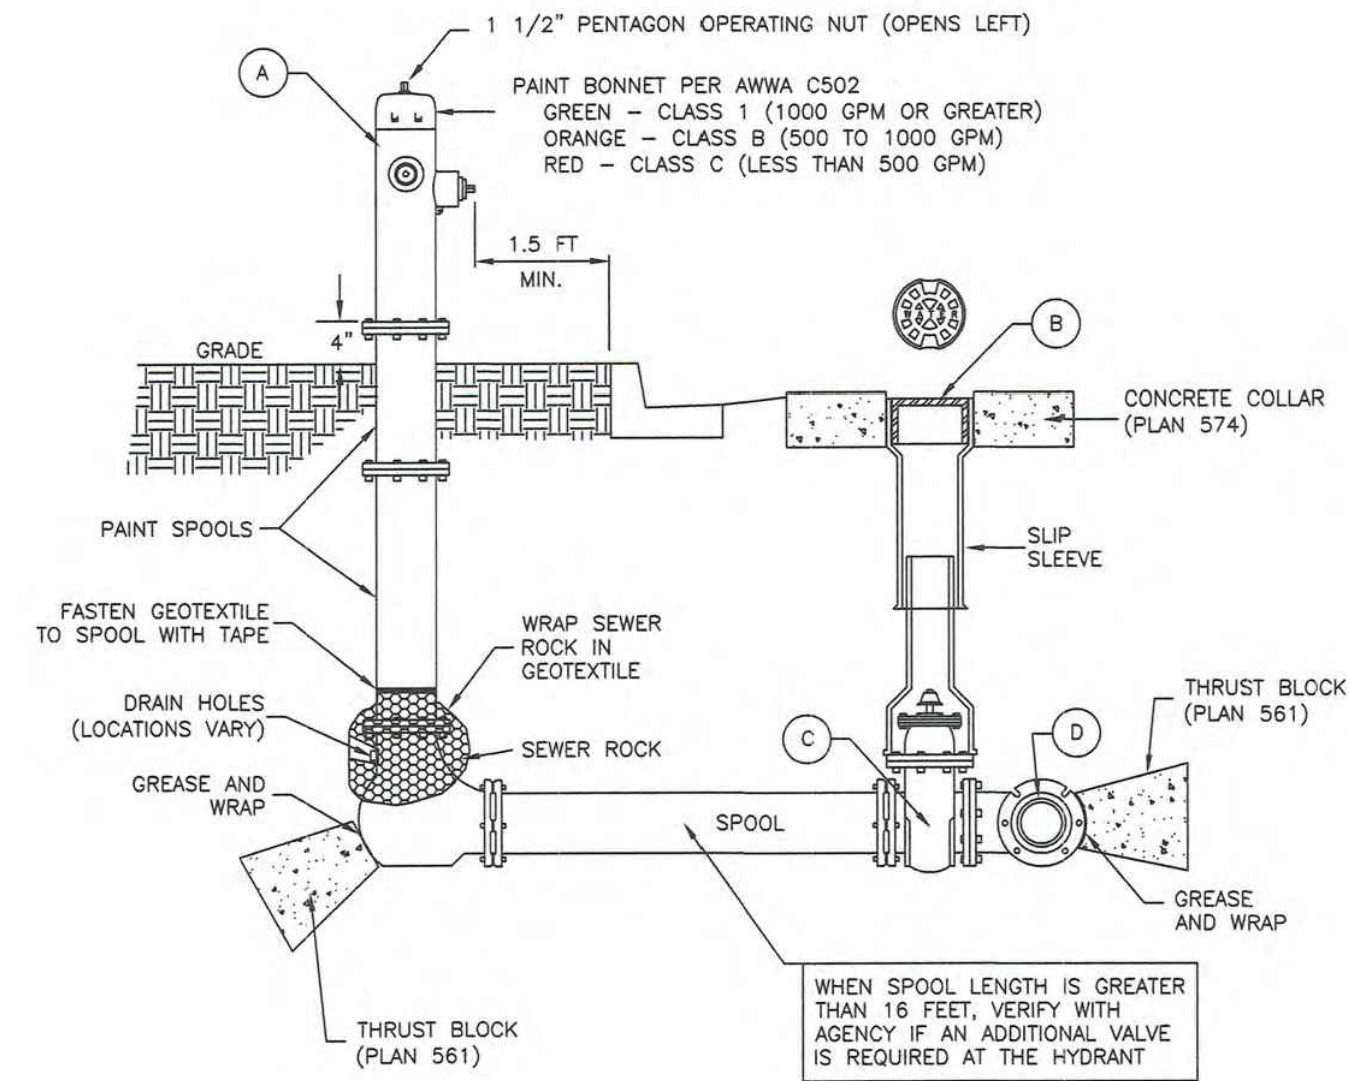 1 1/2" PENTAGON OPERATING NUT (OPENS LEFT)
A
PAINT BONNET PER AWWA C502
GREEN – CLASS 1 (1000 GPM OR GREATER)
ORANGE – CLASS B (500 TO 1000 GPM)
RED – CLASS C (LESS THAN 500 GPM)
1.5 FT
MIN.
4"
GRADE
B
CONCRETE COLLAR
(PLAN 574)
PAINT SPOOLS
SLIP
SLEEVE
FASTEN GEOTEXTILE
TO SPOOL WITH TAPE
WRAP SEWER
ROCK IN
GEOTEXTILE
DRAIN HOLES
(LOCATIONS VARY)
SEWER ROCK
THRUST BLOCK
(PLAN 561)
C
D
GREASE AND
WRAP
SPOOL
GREASE
AND WRAP
THRUST BLOCK
(PLAN 561)
WHEN SPOOL LENGTH IS GREATER
THAN 16 FEET, VERIFY WITH
AGENCY IF AN ADDITIONAL VALVE
IS REQUIRED AT THE HYDRANT